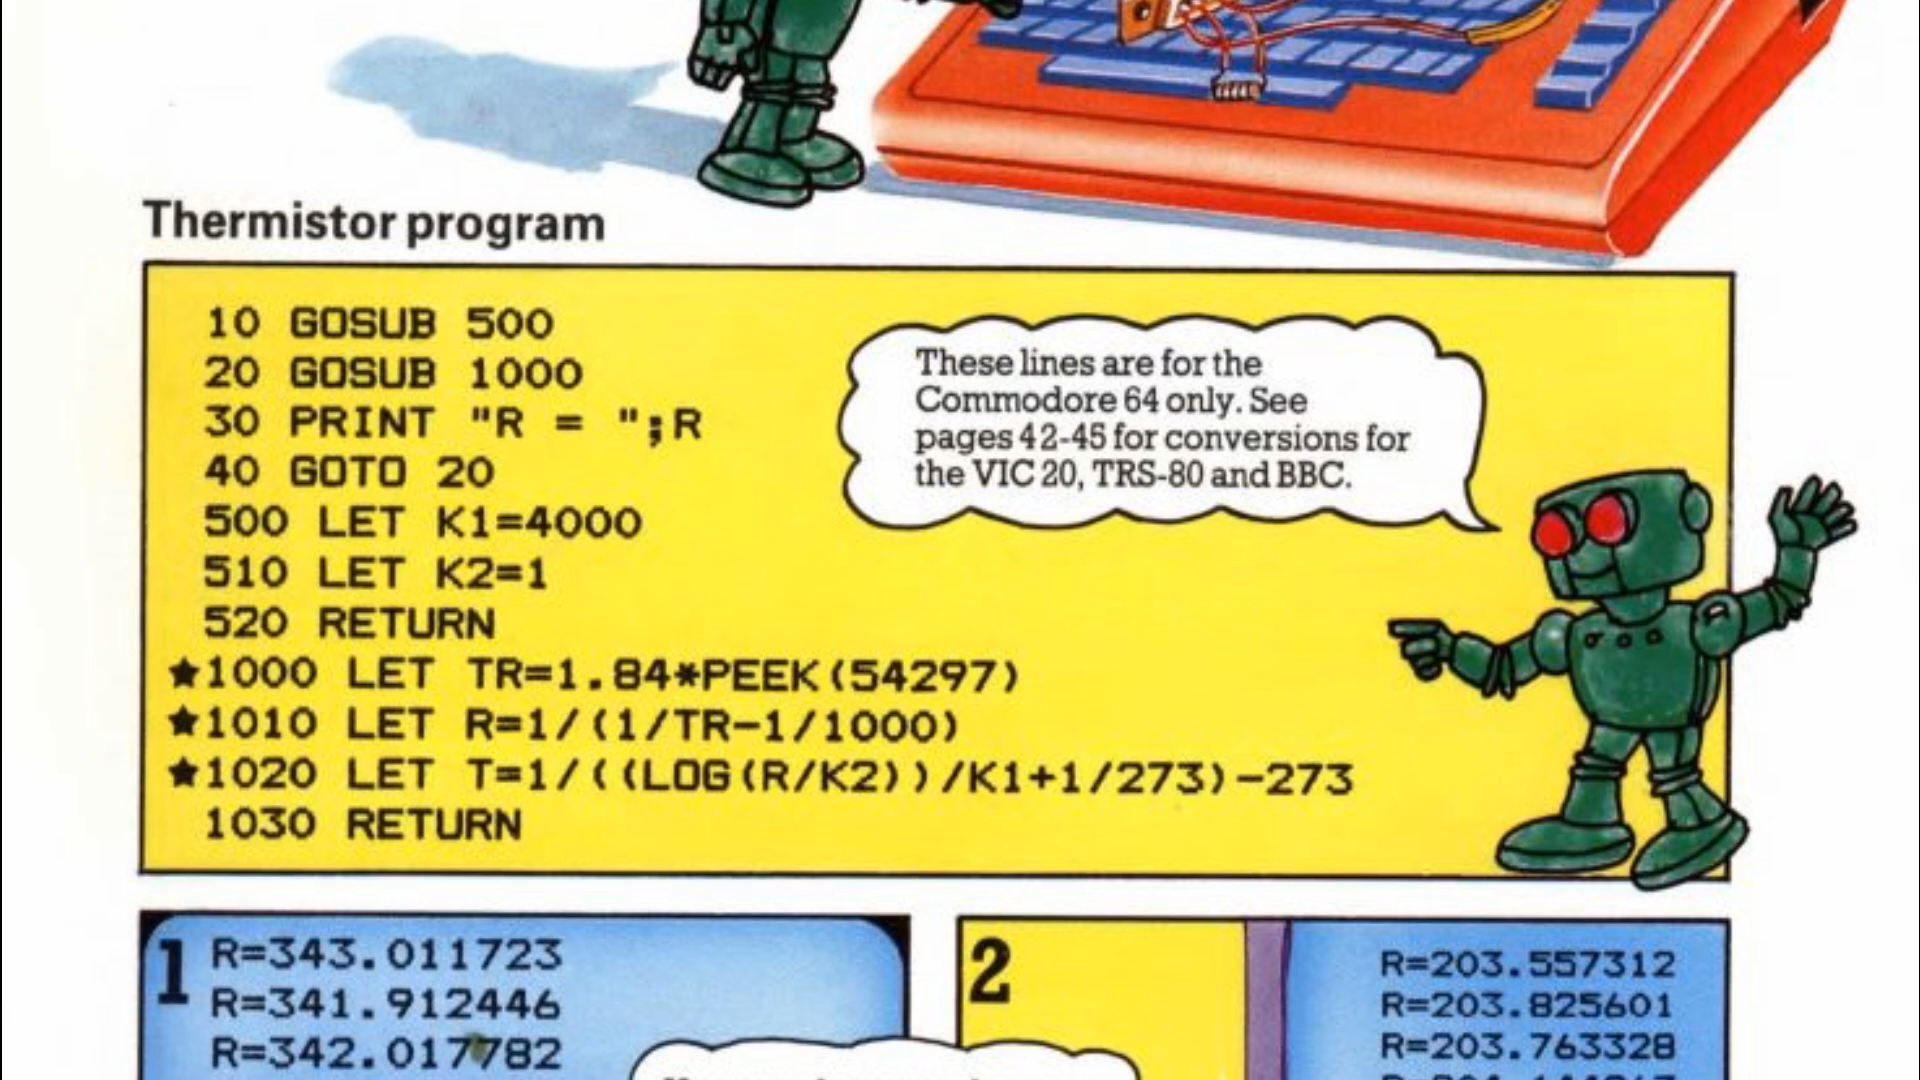 Thermistor program
10 GOSUB 500
20 GOSUB 1000
30 PRINT "R = ";R
40 GOTO 20
500 LET K1=4000
510 LET K2=1
520 RETURN
★1000 LET TR=1.84*PEEK(54297)
★1010 LET R=1/(1/TR-1/1000)
★1020 LET T=1/((LOG(R/K2))/K1+1/273)-273
1030 RETURN
These lines are for the
Commodore 64 only. See
pages 42-45 for conversions for
the VIC 20, TRS-80 and BBC.
1
R=343.011723
R=341.912446
R=342.017782
2
R=203.557312
R=203.825601
R=203.763328